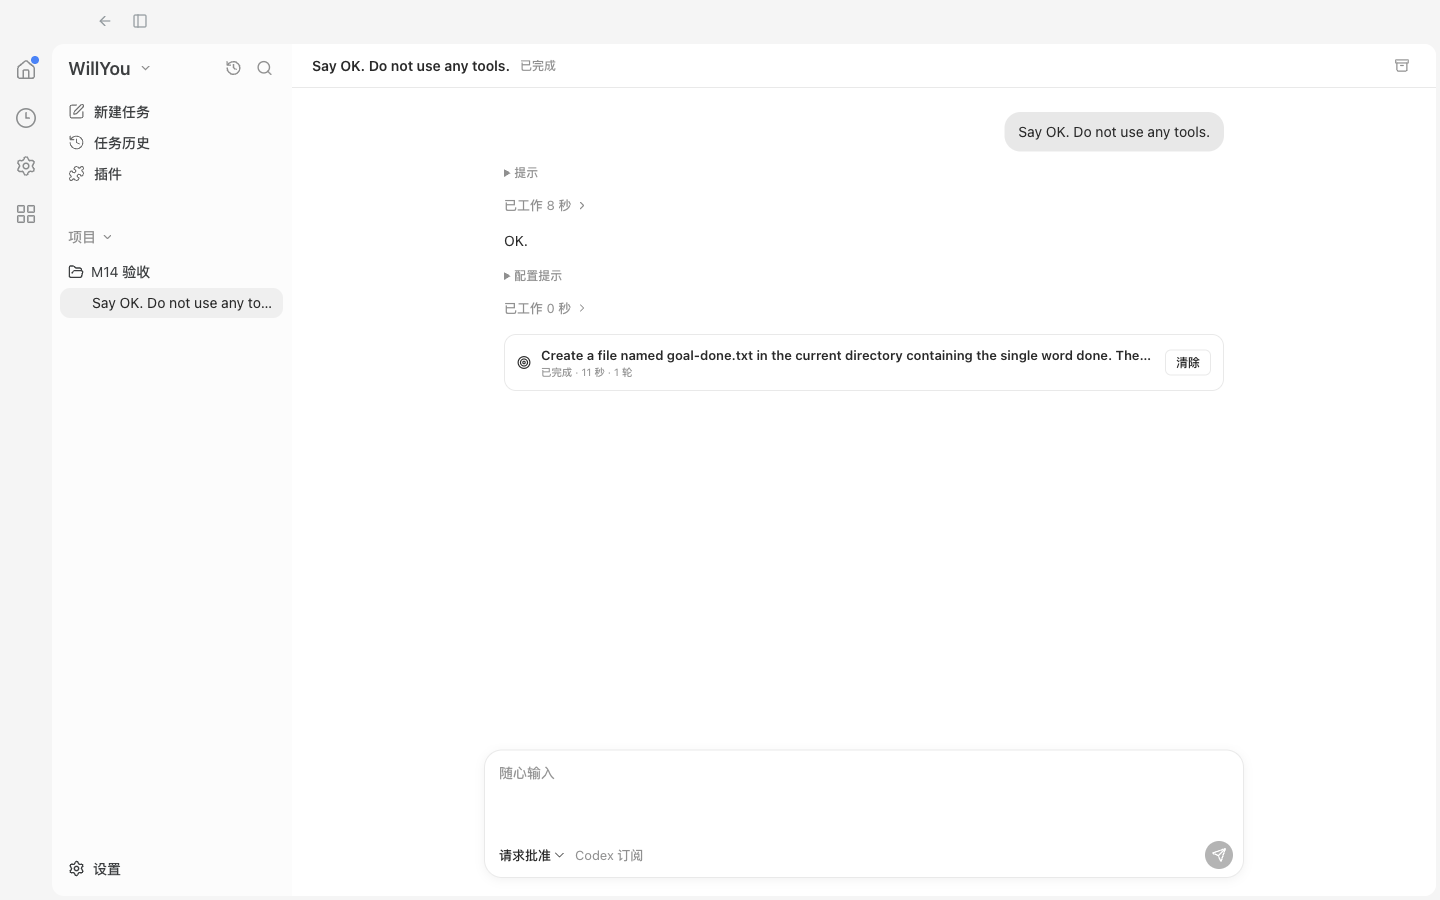 WillYou
新建任务
任务历史
插件
项目
M14 验收
Say OK. Do not use any to...
设置
Say OK. Do not use any tools. 已完成
Say OK. Do not use any tools.
提示
已工作 8 秒
OK.
配置提示
已工作 0 秒
Create a file named goal-done.txt in the current directory containing the single word done. The...
已完成 · 11 秒 · 1 轮
清除
随心输入
请求批准 Codex 订阅